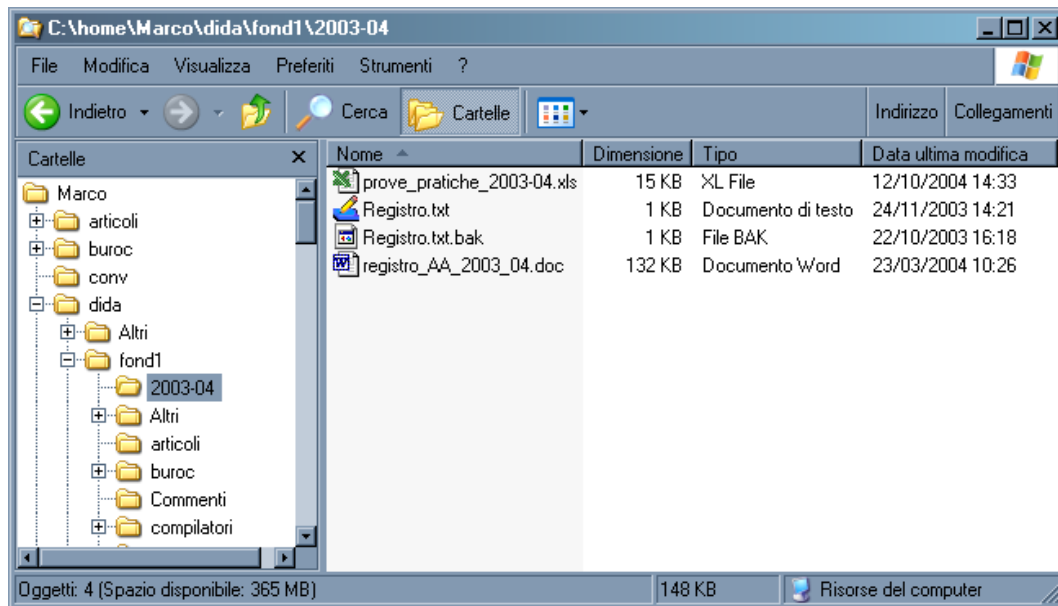 C:\home\Marco\dida\fond1\2003-04
File Modifica Visualizza Preferiti Strumenti ?
Indietro Cerca Cartelle Indirizzo Collegamenti
Cartelle
Marco
articoli
buroc
conv
dida
Altri
fond1
2003-04
Altri
articoli
buroc
Commenti
compilatori
Nome Dimensione Tipo Data ultima modifica
prove_pratiche_2003-04.xls 15 KB XL File 12/10/2004 14:33
Registro.txt 1 KB Documento di testo 24/11/2003 14:21
Registro.txt.bak 1 KB File BAK 22/10/2003 16:18
registro_AA_2003_04.doc 132 KB Documento Word 23/03/2004 10:26
Oggetti: 4 (Spazio disponibile: 365 MB) 148 KB Risorse del computer